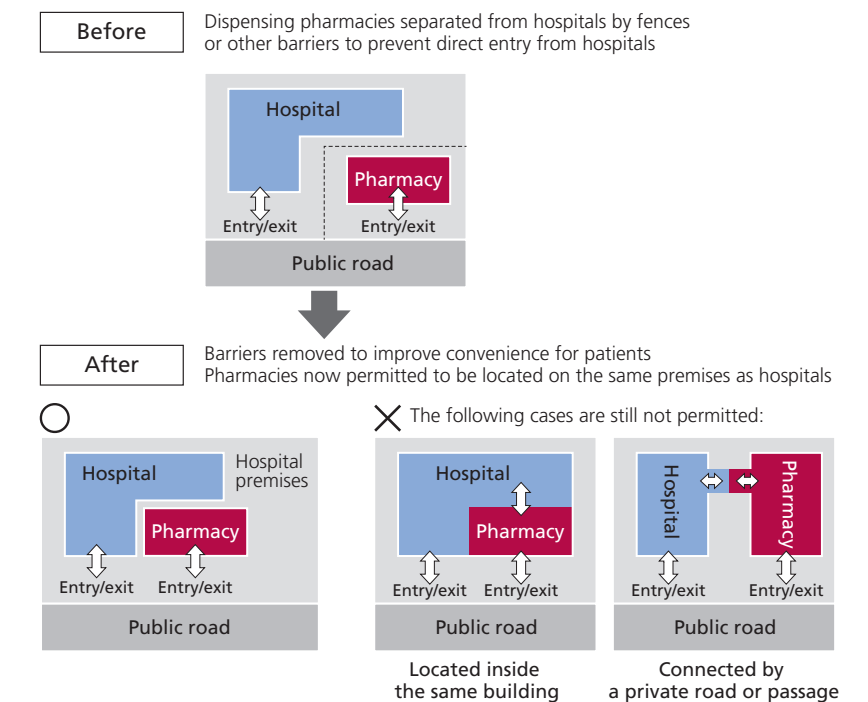 Before
Dispensing pharmacies separated from hospitals by fences
or other barriers to prevent direct entry from hospitals
Hospital
Pharmacy
Entry/exit
Entry/exit
Public road
After
Barriers removed to improve convenience for patients
Pharmacies now permitted to be located on the same premises as hospitals
The following cases are still not permitted:
Hospital
Hospital
premises
Pharmacy
Entry/exit
Entry/exit
Public road
Hospital
Pharmacy
Entry/exit
Entry/exit
Public road
Located inside
the same building
Hospital
Pharmacy
Entry/exit
Entry/exit
Public road
Connected by
a private road or passage